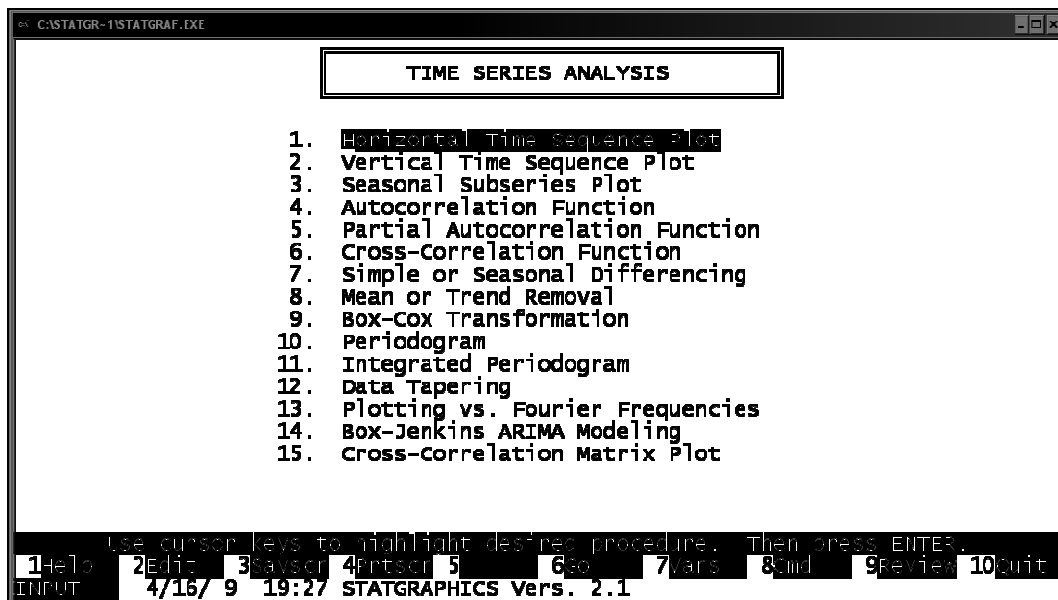 C:\STATGR~1\STATGRAF.EXE
TIME SERIES ANALYSIS
1. Horizontal Time Sequence Plot
2. Vertical Time Sequence Plot
3. Seasonal Subseries Plot
4. Autocorrelation Function
5. Partial Autocorrelation Function
6. Cross-Correlation Function
7. Simple or Seasonal Differencing
8. Mean or Trend Removal
9. Box-Cox Transformation
10. Periodogram
11. Integrated Periodogram
12. Data Tapering
13. Plotting vs. Fourier Frequencies
14. Box-Jenkins ARIMA Modeling
15. Cross-Correlation Matrix Plot
Use cursor keys to highlight desired procedure. Then press ENTER.
1Help 2Edit 3Savscr 4Prtscr 5 6Go 7Vars 8Cmd 9Review 10Quit
INPUT 4/16/ 9 19:27 STATGRAPHICS Vers. 2.1